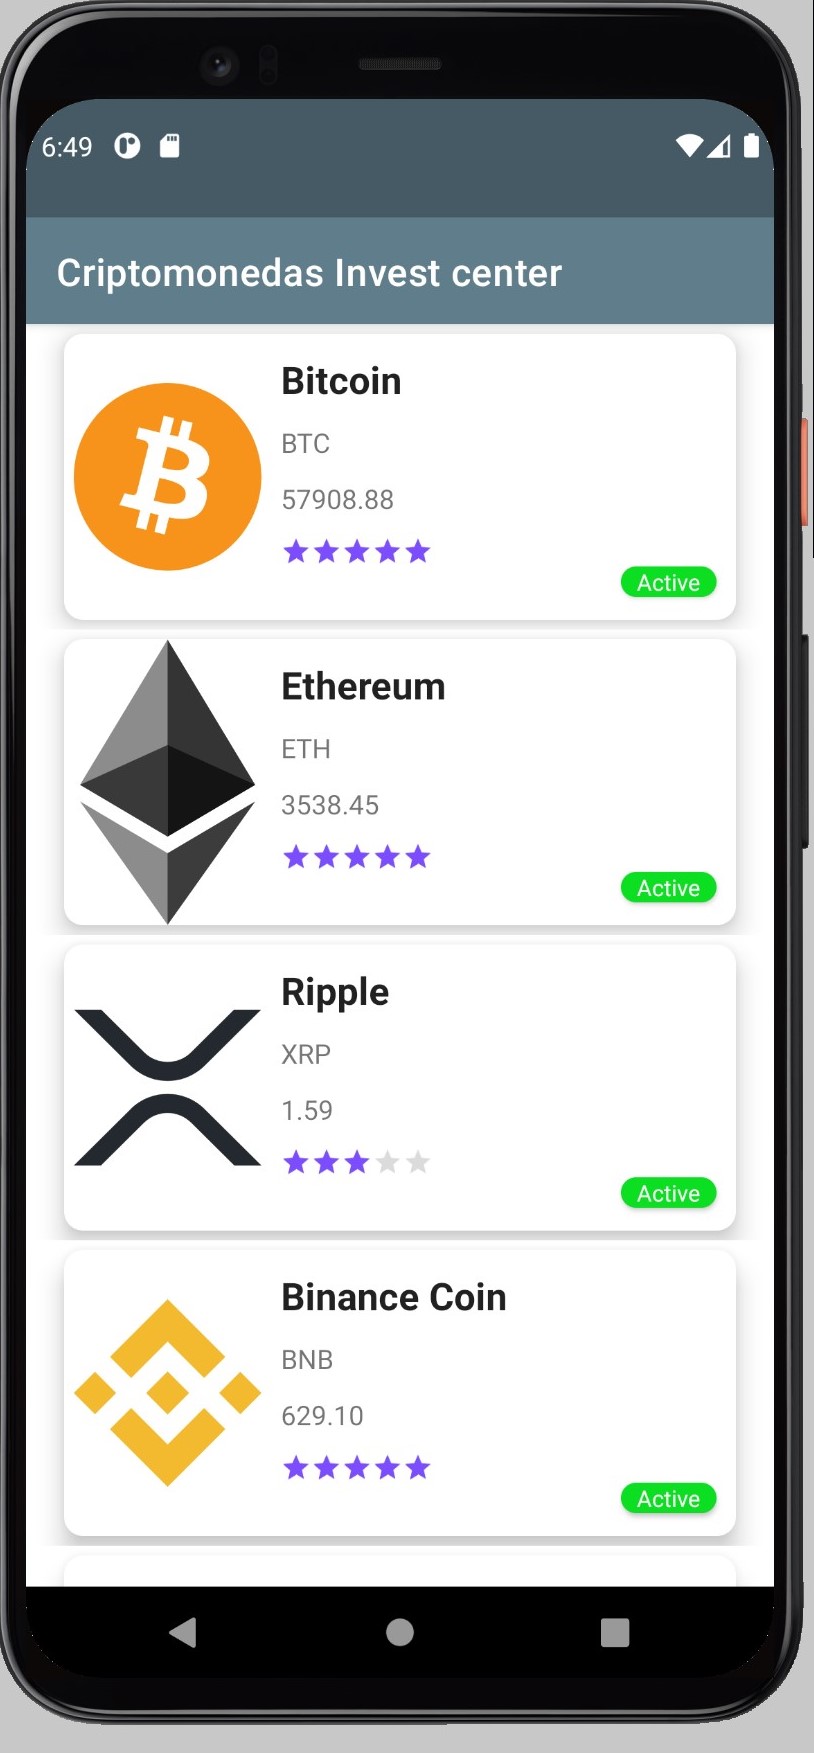 6:49
Criptomonedas Invest center
Bitcoin
BTC
57908.88
Active
Ethereum
ETH
3538.45
Active
Ripple
XRP
1.59
Active
Binance Coin
BNB
629.10
Active